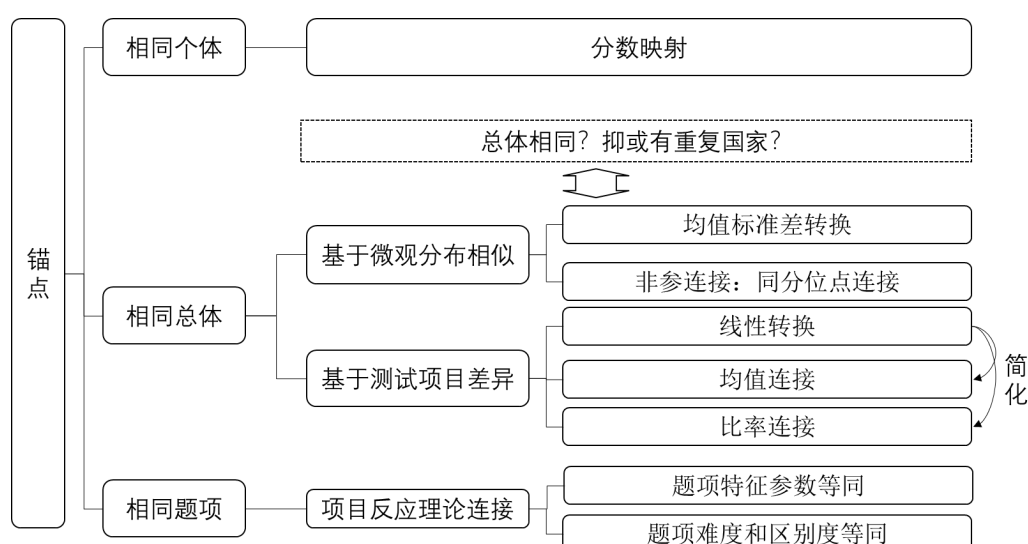 锚点
相同个体
分数映射
总体相同？抑或有重复国家？
相同总体
基于微观分布相似
均值标准差转换
非参连接：同分位点连接
基于测试项目差异
线性转换
均值连接
比率连接
简化
相同题项
项目反应理论连接
题项特征参数等同
题项难度和区别度等同